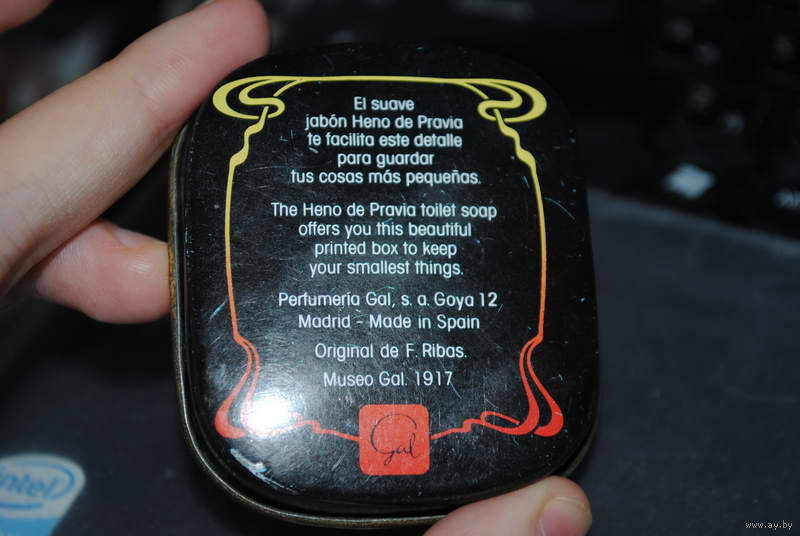 El suave
jabón Heno de Pravia
te facilita este detalle
para guardar
tus cosas más pequeñas.
The Heno de Pravia toilet soap
offers you this beautiful
printed box to keep
your smallest things.
Perfumería Gal, s. a. Goya 12
Madrid - Made in Spain
Original de F. Ribas.
Museo Gal. 1917
Gal
intel
www.ay.by